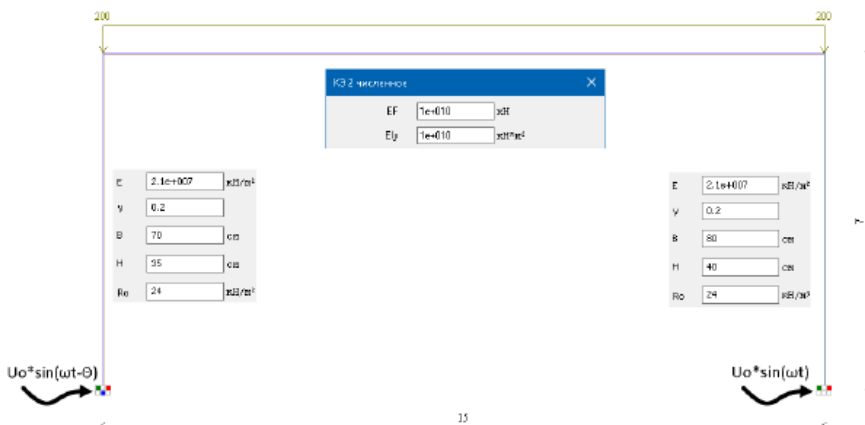 200 200
КЭ 2 численное
EF 1e+010 кН
EIy 1e+010 кН*м²
E 2.1e+007 кН/м²
V 0.2
B 70 см
H 35 см
Ro 24 кН/м³
E 2.1e+007 кН/м²
V 0.2
B 80 см
H 40 см
Ro 24 кН/м³
7
Uo*sin(ωt-Θ)
Uo*sin(ωt)
15